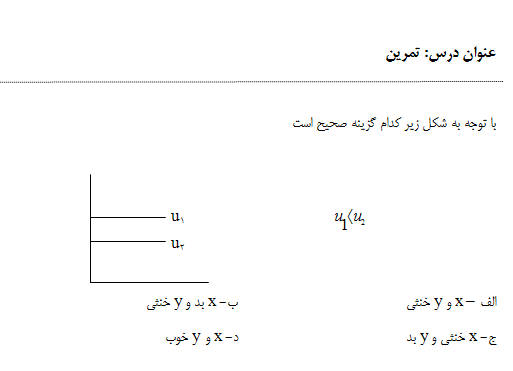 عنوان درس: تمرین
با توجه به شکل زیر کدام گزینه صحیح است
u۱
u۲
u1⟨u2
الف – x و y خنثی
ب- x بد و y خنثی
ج- x خنثی و y بد
د- x و y خوب